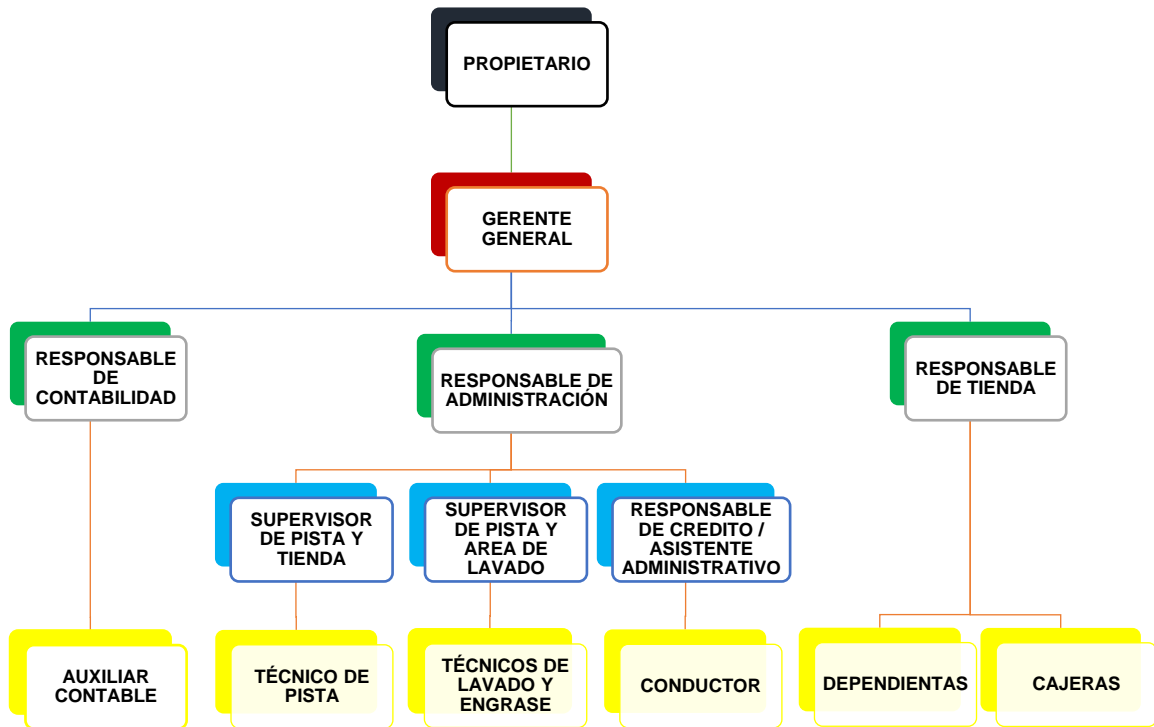 PROPIETARIO
GERENTE
GENERAL
RESPONSABLE
DE
CONTABILIDAD
RESPONSABLE DE
ADMINISTRACIÓN
RESPONSABLE
DE TIENDA
SUPERVISOR
DE PISTA Y
TIENDA
SUPERVISOR
DE PISTA Y
AREA DE
LAVADO
RESPONSABLE
DE CREDITO /
ASISTENTE
ADMINISTRATIVO
AUXILIAR
CONTABLE
TÉCNICO DE
PISTA
TÉCNICOS DE
LAVADO Y
ENGRASE
CONDUCTOR
DEPENDIENTAS
CAJERAS